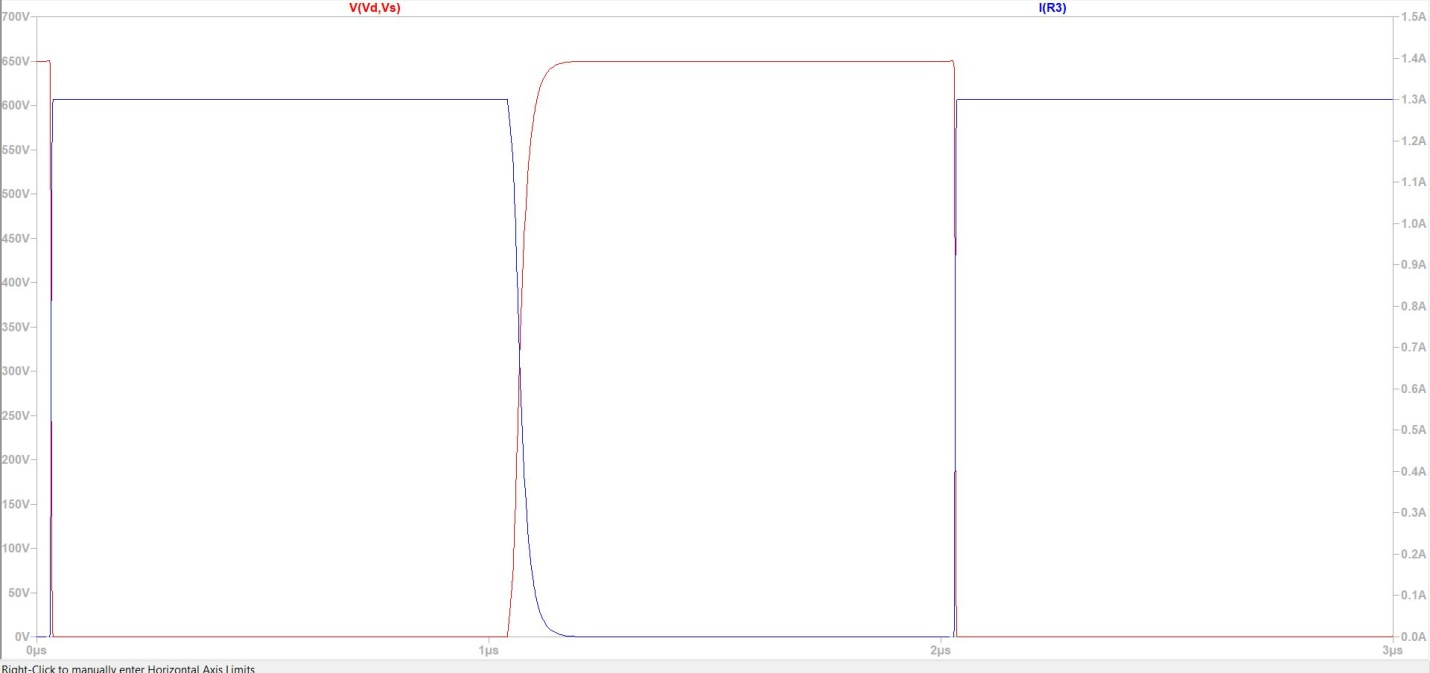 V(Vd,Vs) I(R3)
700V 1.5A
650V 1.4A
600V 1.3A
550V 1.2A
500V 1.1A
450V 1.0A
400V 0.9A
350V 0.8A
300V 0.7A
250V 0.6A
200V 0.5A
150V 0.4A
100V 0.3A
50V 0.2A
0V 0.1A
0.0A
0µs 1µs 2µs 3µs
Right-Click to manually enter Horizontal Axis Limits